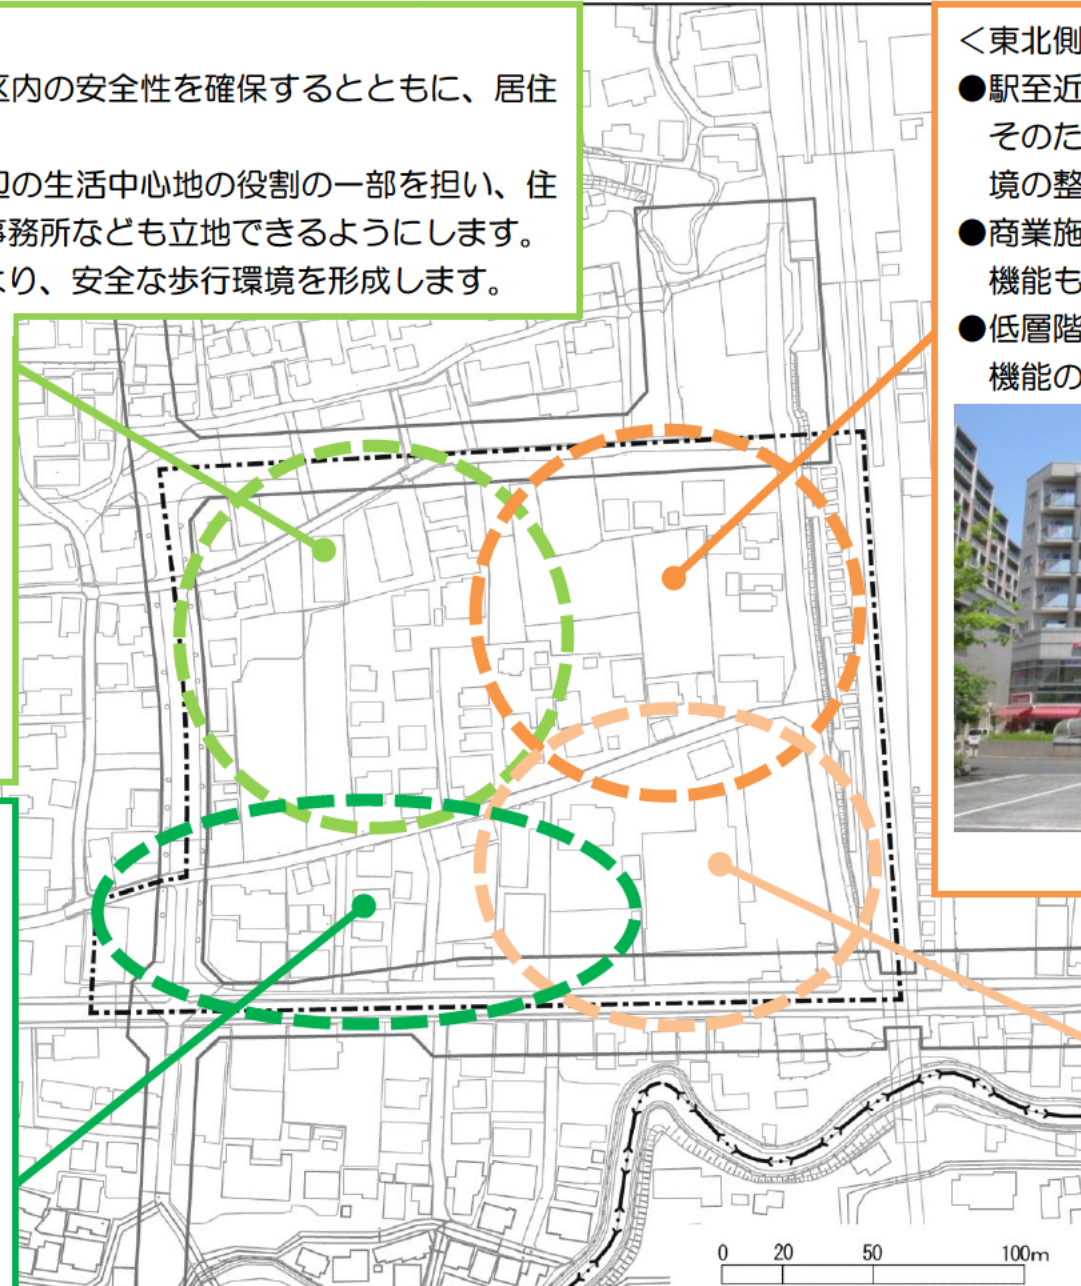 区内の安全性を確保するとともに、居住
辺の生活中心地の役割の一部を担い、住
事務所なども立地できるようにします。
より、安全な歩行環境を形成します。
＜東北側
●駅至近
そのた
境の整
●商業施
機能も
●低層階
機能の
0 20 50 100m